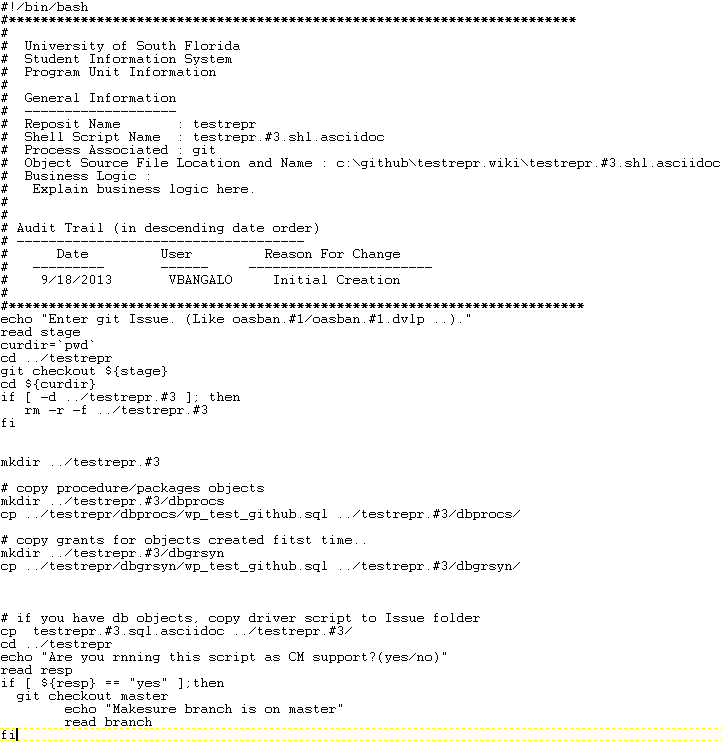 #!/bin/bash
#***********************************************************************
#
#  University of South Florida
#  Student Information System
#  Program Unit Information
#
#  General Information
#  -------------------
#  Reposit Name       : testrepr
#  Shell Script Name  : testrepr.#3.shl.asciidoc
#  Process Associated : git
#  Object Source File Location and Name : c:\github\testrepr.wiki\testrepr.#3.shl.asciidoc
#  Business Logic :
#   Explain business logic here.
#
#
# Audit Trail (in descending date order)
# ------------------------------------
#      Date         User         Reason For Change
#   ---------       ------     -----------------------
#    9/18/2013       VBANGALO     Initial Creation
#
#************************************************************************
echo "Enter git Issue. (Like oasban.#1/oasban.#1.dvlp ..)."
read stage
curdir=`pwd`
cd ../testrepr
git checkout ${stage}
cd ${curdir}
if [ -d ../testrepr.#3 ]; then
   rm -r -f ../testrepr.#3
fi
mkdir ../testrepr.#3
# copy procedure/packages objects
mkdir ../testrepr.#3/dbprocs
cp ../testrepr/dbprocs/wp_test_github.sql ../testrepr.#3/dbprocs/
# copy grants for objects created fitst time..
mkdir ../testrepr.#3/dbgrsyn
cp ../testrepr/dbgrsyn/wp_test_github.sql ../testrepr.#3/dbgrsyn/
# if you have db objects, copy driver script to Issue folder
cp  testrepr.#3.sql.asciidoc ../testrepr.#3/
cd ../testrepr
echo "Are you rnning this script as CM support?(yes/no)"
read resp
if [ ${resp} == "yes" ];then
  git checkout master
        echo "Makesure branch is on master"
        read branch
fi